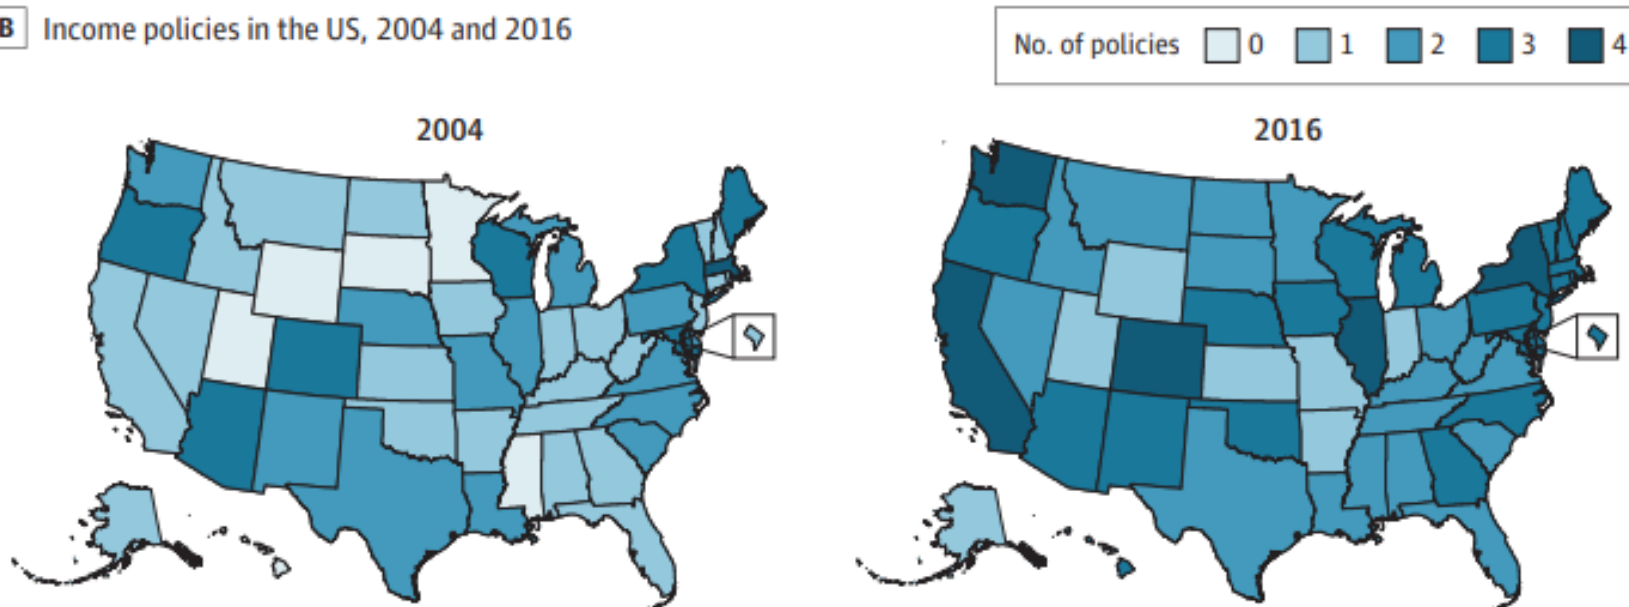 B Income policies in the US, 2004 and 2016
No. of policies 0 1 2 3 4
2004
2016